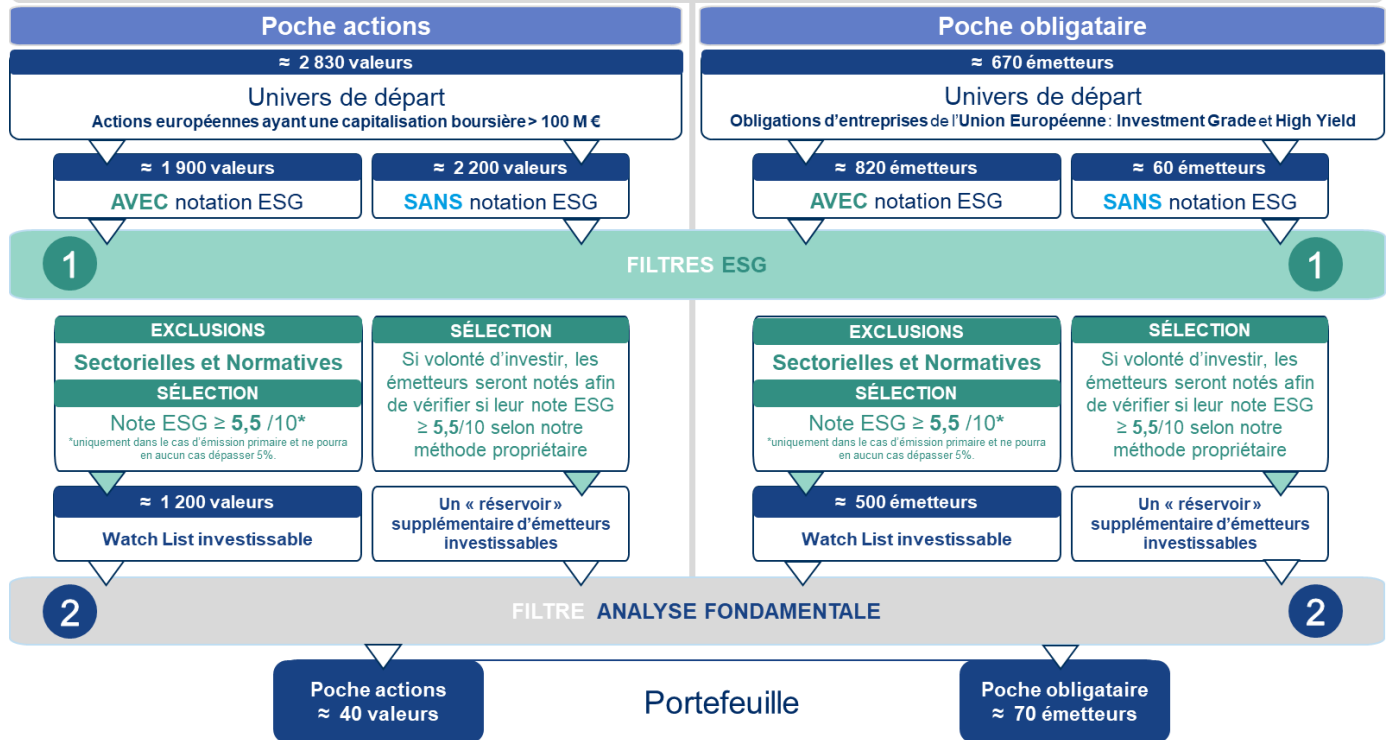 Poche actions
≈ 2 830 valeurs
Univers de départ
Actions européennes ayant une capitalisation boursière > 100 M €
≈ 1 900 valeurs
AVEC notation ESG
≈ 2 200 valeurs
SANS notation ESG
Poche obligataire
≈ 670 émetteurs
Univers de départ
Obligations d’entreprises de l’Union Européenne : Investment Grade et High Yield
≈ 820 émetteurs
AVEC notation ESG
≈ 60 émetteurs
SANS notation ESG
1
FILTRES ESG
1
EXCLUSIONS
Sectorielles et Normatives
SÉLECTION
Note ESG ≥ 5,5 /10*
*uniquement dans le cas d’émission primaire et ne pourra
en aucun cas dépasser 5%.
≈ 1 200 valeurs
Watch List investissable
SÉLECTION
Si volonté d’investir, les
émetteurs seront notés afin
de vérifier si leur note ESG
≥ 5,5/10 selon notre
méthode propriétaire
Un « réservoir »
supplémentaire d’émetteurs
investissables
EXCLUSIONS
Sectorielles et Normatives
SÉLECTION
Note ESG ≥ 5,5 /10*
*uniquement dans le cas d’émission primaire et ne pourra
en aucun cas dépasser 5%.
≈ 500 émetteurs
Watch List investissable
SÉLECTION
Si volonté d’investir, les
émetteurs seront notés afin
de vérifier si leur note ESG
≥ 5,5/10 selon notre
méthode propriétaire
Un « réservoir »
supplémentaire d’émetteurs
investissables
2
FILTRE ANALYSE FONDAMENTALE
2
Poche actions
≈ 40 valeurs
Portefeuille
Poche obligataire
≈ 70 émetteurs